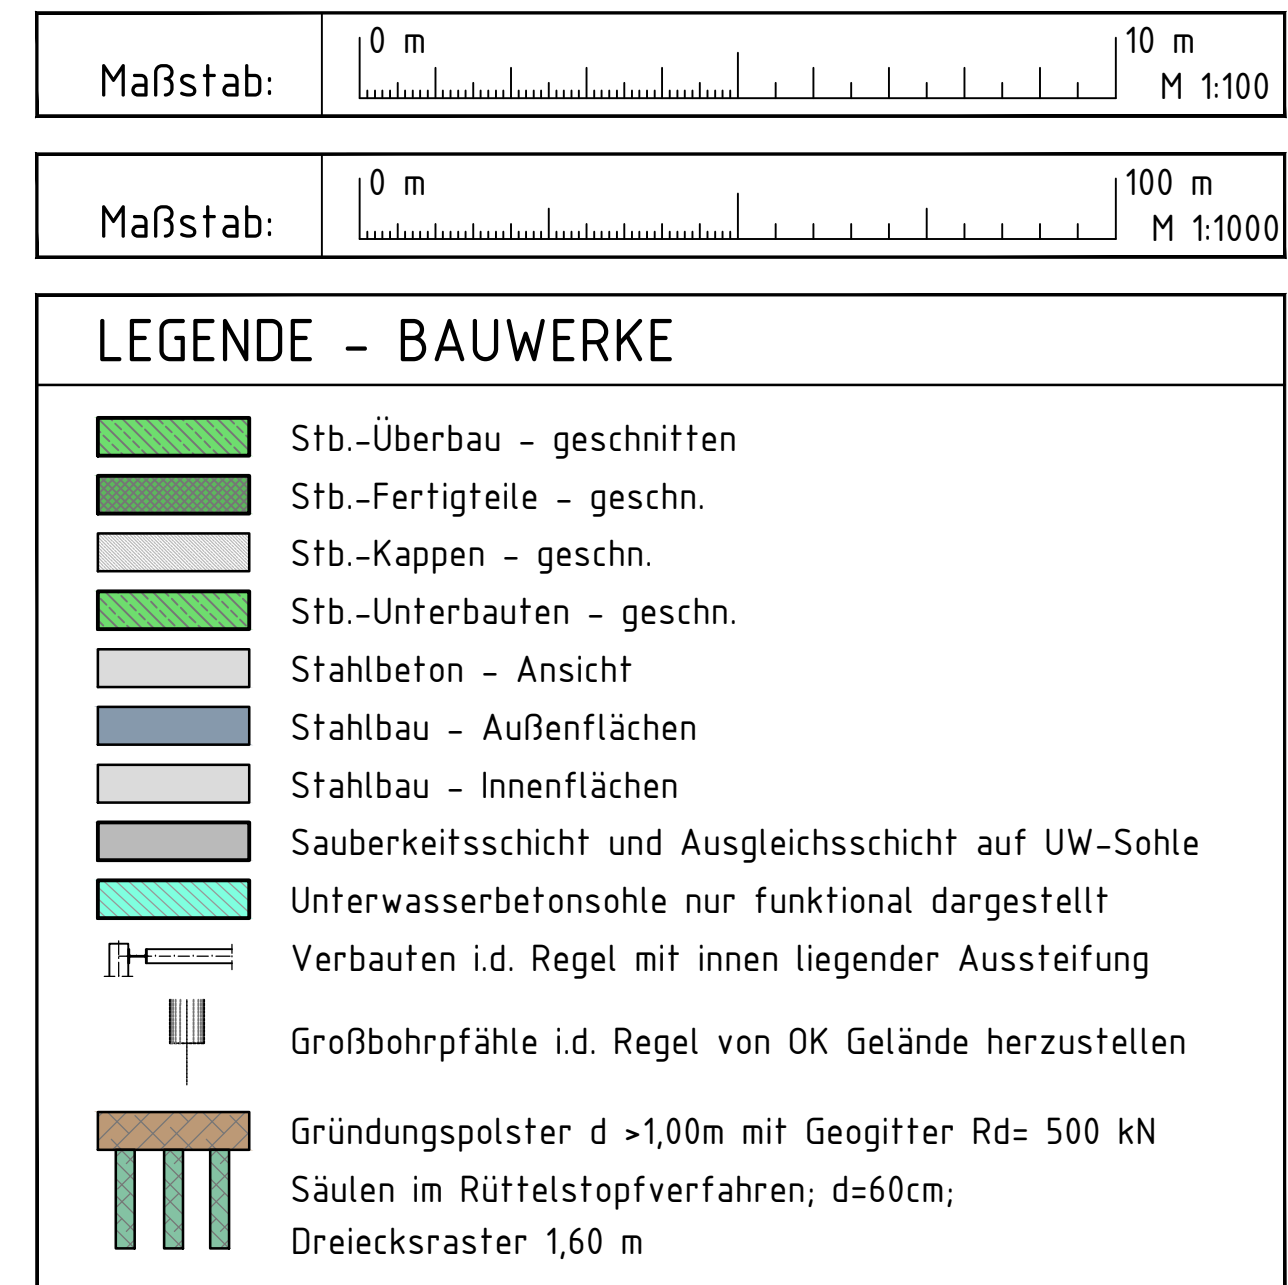 0 m 10 m
Maßstab: M 1:100
0 m 100 m
Maßstab: M 1:1000
LEGENDE - BAUWERKE
Stb.-Überbau - geschnitten
Stb.-Fertigteile - geschn.
Stb.-Kappen - geschn.
Stb.-Unterbauten - geschn.
Stahlbeton - Ansicht
Stahlbau - Außenflächen
Stahlbau - Innenflächen
Sauberkeitsschicht und Ausgleichsschicht auf UW-Sohle
Unterwasserbetonsohle nur funktional dargestellt
Verbauten i.d. Regel mit innen liegender Aussteifung
Großbohrpfähle i.d. Regel von OK Gelände herzustellen
Gründungspolster d >1,00m mit Geogitter Rd= 500 kN
Säulen im Rüttelstopfverfahren; d=60cm;
Dreiecksraster 1,60 m